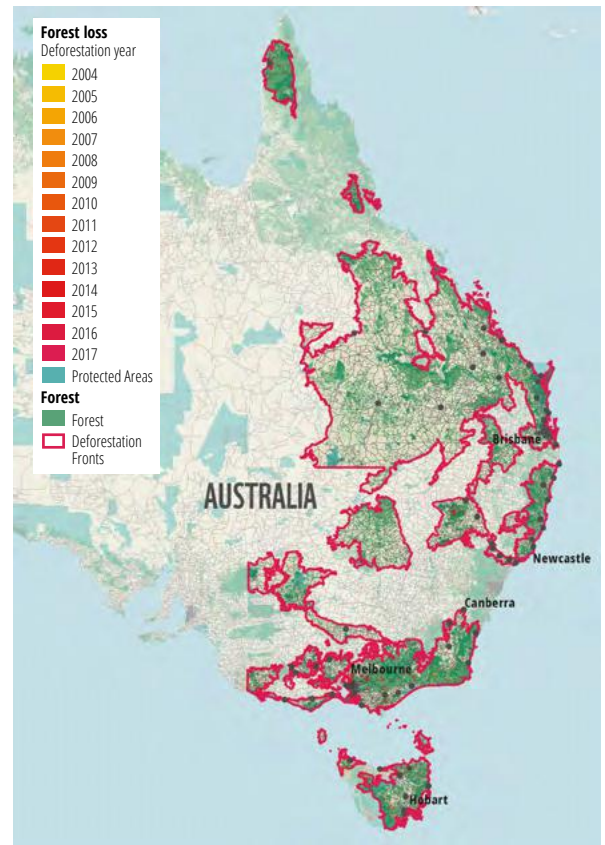 Forest loss
Deforestation year
2004
2005
2006
2007
2008
2009
2010
2011
2012
2013
2014
2015
2016
2017
Protected Areas
Forest
Forest
Deforestation
Fronts
Brisbane
AUSTRALIA
Newcastle
Canberra
Melbourne
Hobart